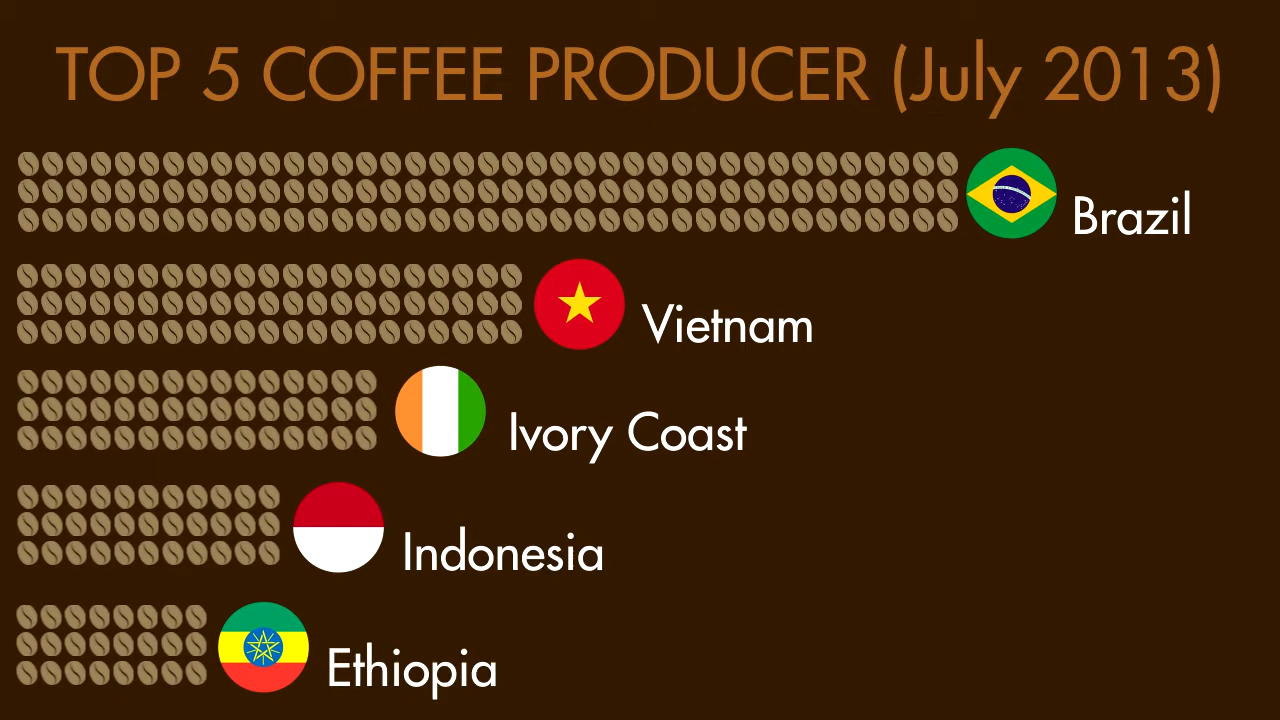 TOP 5 COFFEE PRODUCER (July 2013)
Brazil
Vietnam
Ivory Coast
Indonesia
Ethiopia